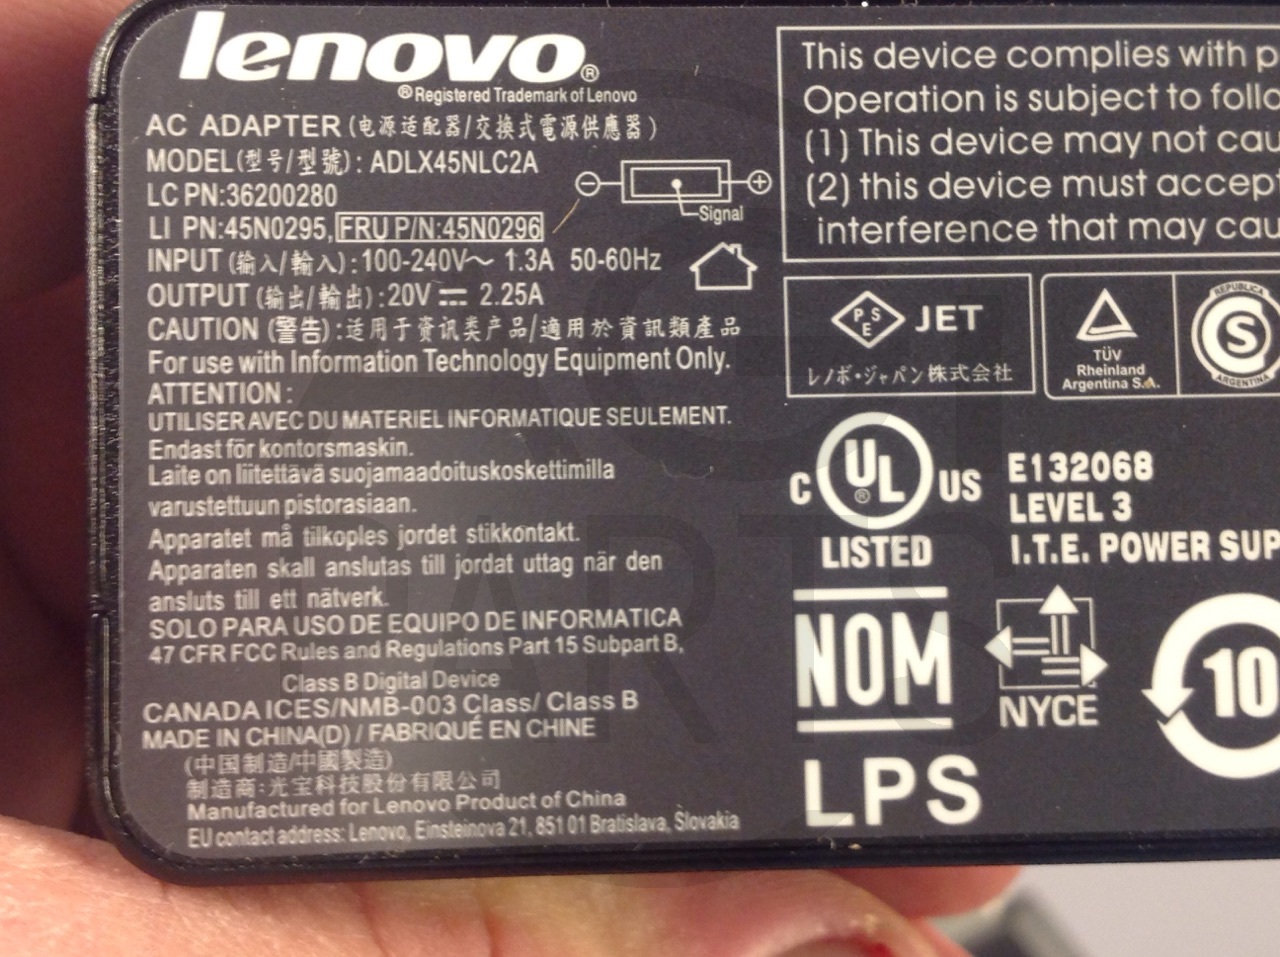 lenovo®
® Registered Trademark of Lenovo
AC ADAPTER (电源适配器/交换式電源供應器)
MODEL(型号/型號): ADLX45NLC2A
LC PN:36200280
LI PN:45N0295, FRU P/N:45N0296
Signal
INPUT (输入/輸入): 100-240V～ 1.3A 50-60Hz
OUTPUT (输出/輸出): 20V ⎓ 2.25A
CAUTION (警告):适用于资讯类产品/適用於資訊類產品
For use with Information Technology Equipment Only.
ATTENTION :
UTILISER AVEC DU MATERIEL INFORMATIQUE SEULEMENT.
Endast för kontorsmaskin.
Laite on liitettävä suojamaadoituskoskettimilla
varustettuun pistorasiaan.
Apparatet må tilkoples jordet stikkontakt.
Apparaten skall anslutas till jordat uttag när den
ansluts till ett nätverk.
SOLO PARA USO DE EQUIPO DE INFORMATICA
47 CFR FCC Rules and Regulations Part 15 Subpart B,
Class B Digital Device
CANADA ICES/NMB-003 Class/ Class B
MADE IN CHINA(D) / FABRIQUÉ EN CHINE
(中国制造/中國製造)
制造商:光宝科技股份有限公司
Manufactured for Lenovo Product of China
EU contact address: Lenovo, Einsteinova 21, 851 01 Bratislava, Slovakia
This device complies with p
Operation is subject to follo
(1) This device may not cau
(2) this device must accept
interference that may cau
PSE JET
レノボ・ジャパン株式会社
TÜV
Rheinland
Argentina S.A.
REPUBLICA
S
ARGENTINA
C UL® US
LISTED
E132068
LEVEL 3
I.T.E. POWER SUP
NOM
NYCE
10
LPS
PARTS